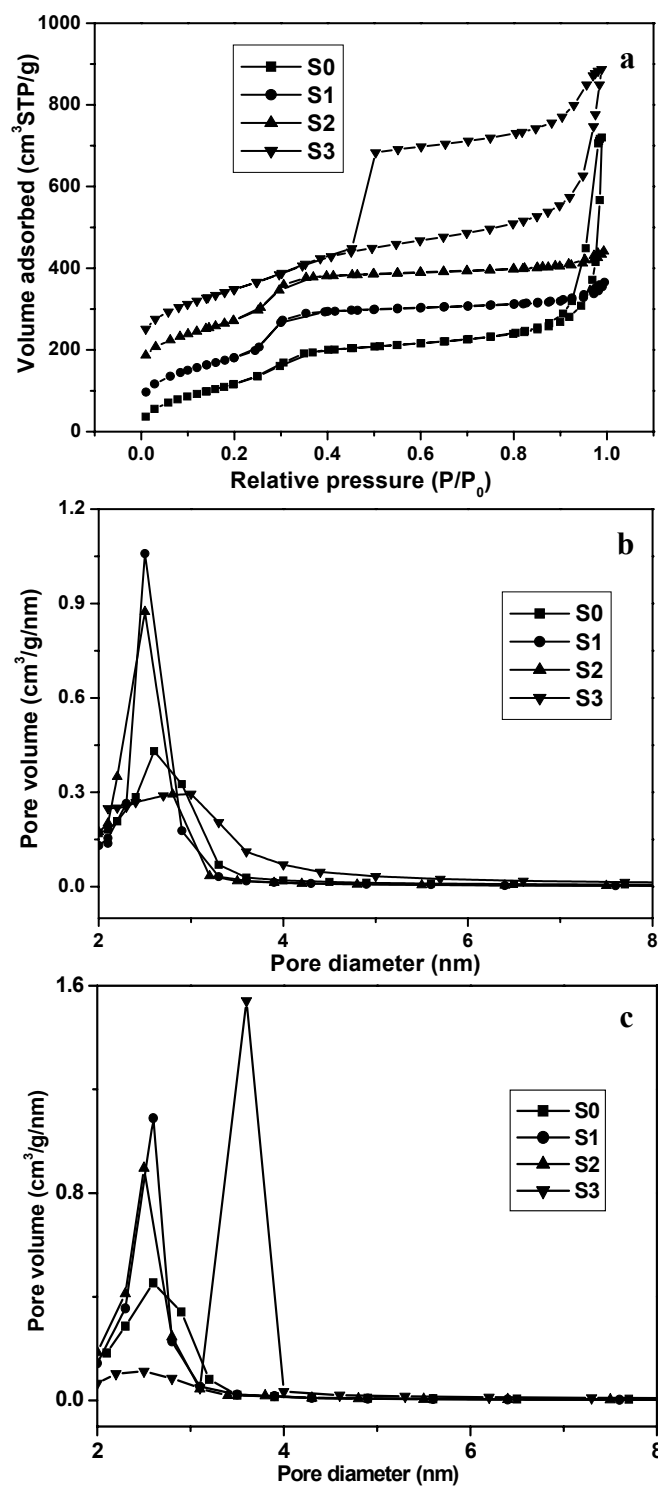 a
1000
800
600
400
200
0
Volume adsorbed (cm³STP/g)
S0
S1
S2
S3
0.0 0.2 0.4 0.6 0.8 1.0
Relative pressure (P/P₀)
b
1.2
0.9
0.6
0.3
0.0
Pore volume (cm³/g/nm)
S0
S1
S2
S3
2 4 6 8
Pore diameter (nm)
c
1.6
0.8
0.0
Pore volume (cm³/g/nm)
S0
S1
S2
S3
2 4 6 8
Pore diameter (nm)